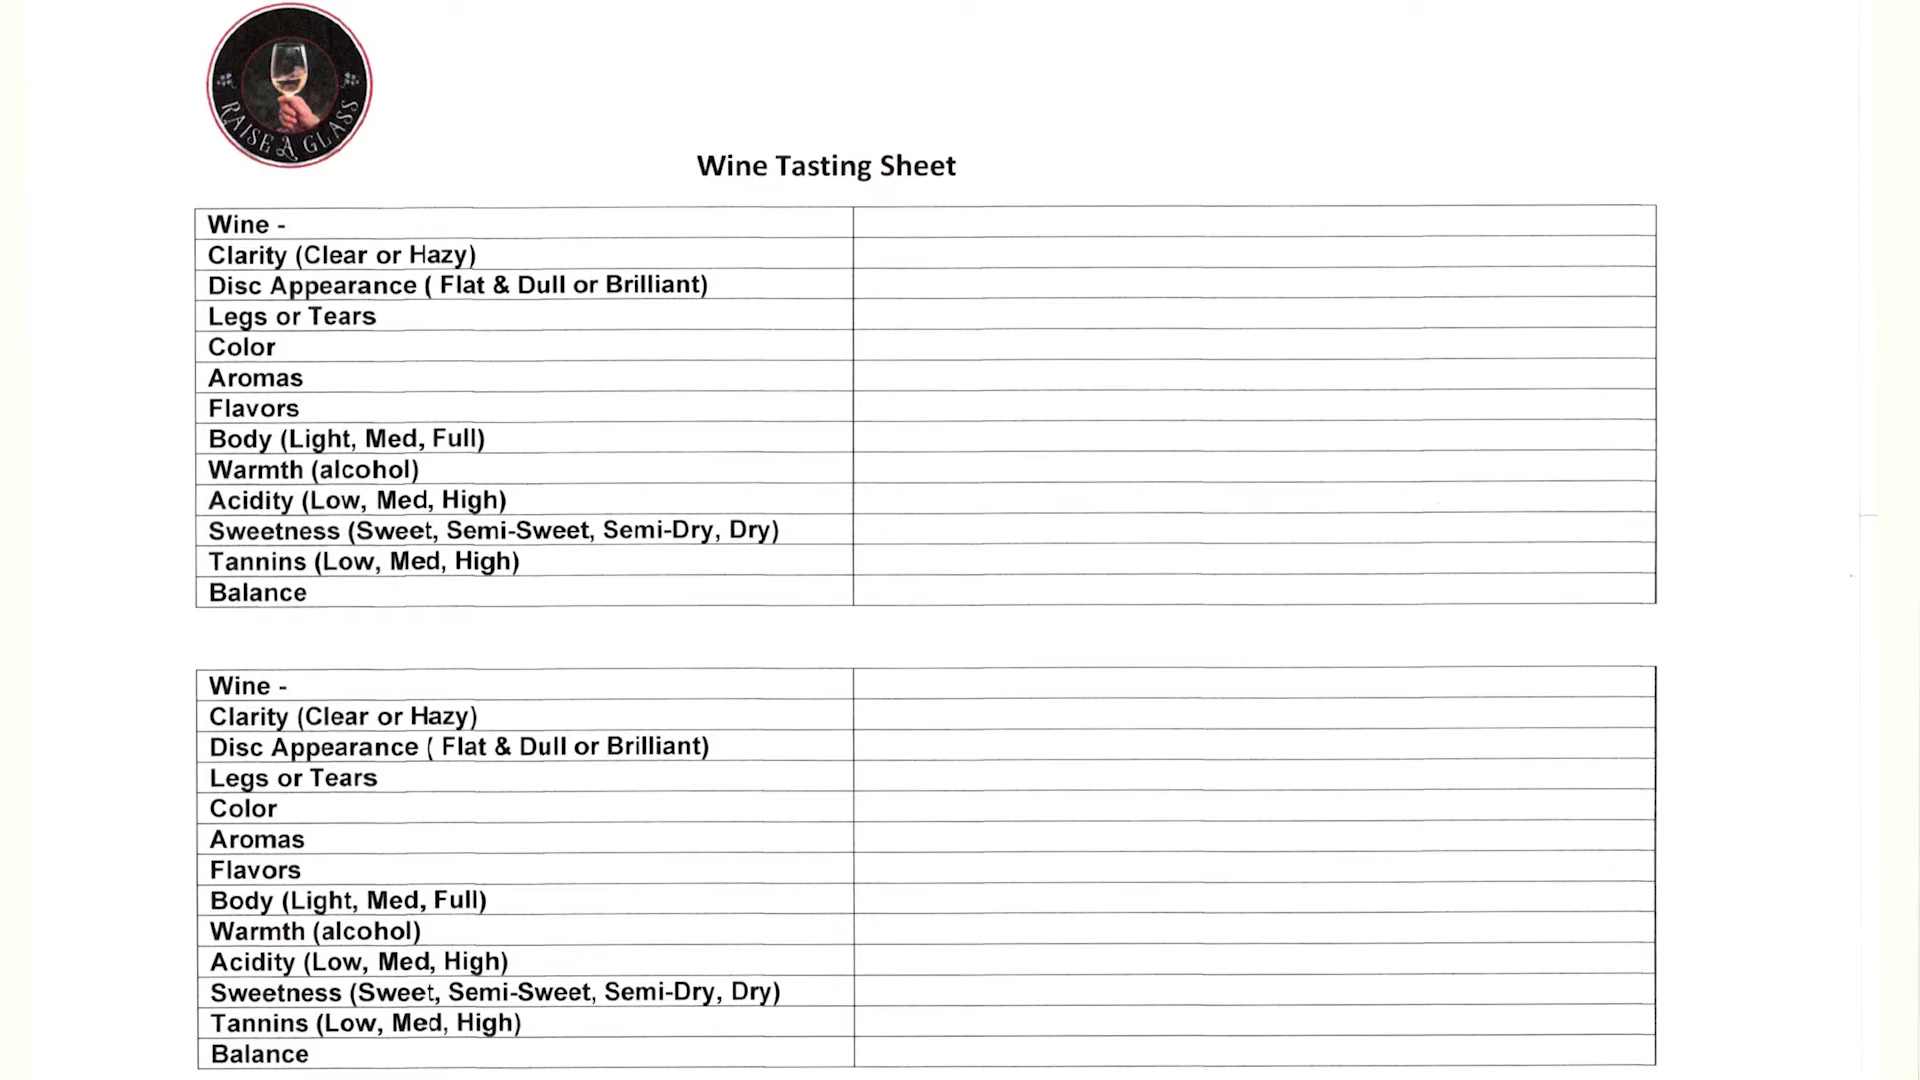 RAISE A GLASS
Wine Tasting Sheet
Wine -
Clarity (Clear or Hazy)
Disc Appearance ( Flat & Dull or Brilliant)
Legs or Tears
Color
Aromas
Flavors
Body (Light, Med, Full)
Warmth (alcohol)
Acidity (Low, Med, High)
Sweetness (Sweet, Semi-Sweet, Semi-Dry, Dry)
Tannins (Low, Med, High)
Balance
Wine -
Clarity (Clear or Hazy)
Disc Appearance ( Flat & Dull or Brilliant)
Legs or Tears
Color
Aromas
Flavors
Body (Light, Med, Full)
Warmth (alcohol)
Acidity (Low, Med, High)
Sweetness (Sweet, Semi-Sweet, Semi-Dry, Dry)
Tannins (Low, Med, High)
Balance